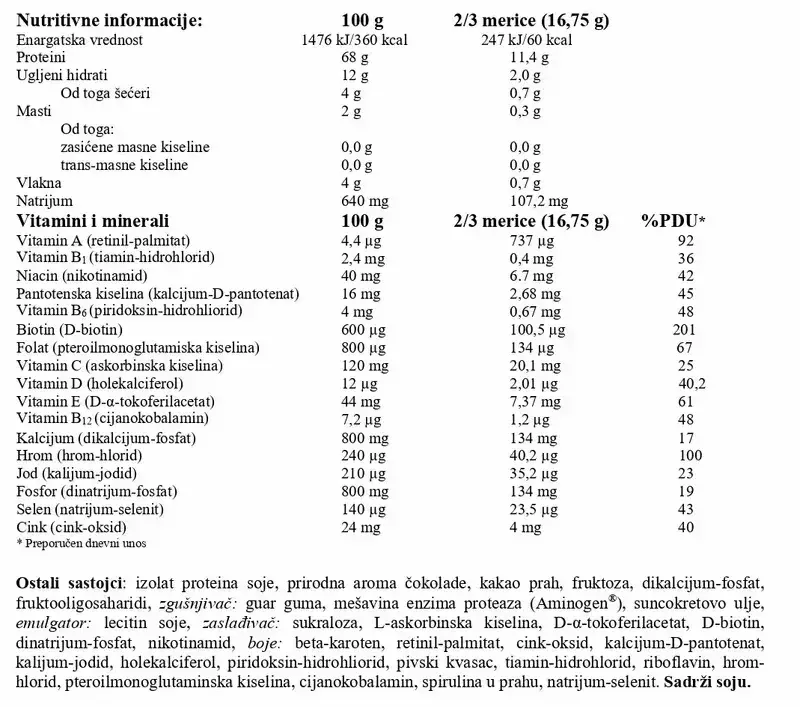 Nutritivne informacije: 100 g 2/3 merice (16,75 g)
Enargatska vrednost 1476 kJ/360 kcal 247 kJ/60 kcal
Proteini 68 g 11,4 g
Ugljeni hidrati 12 g 2,0 g
Od toga šećeri 4 g 0,7 g
Masti 2 g 0,3 g
Od toga:
zasićene masne kiseline 0,0 g 0,0 g
trans-masne kiseline 0,0 g 0,0 g
Vlakna 4 g 0,7 g
Natrijum 640 mg 107,2 mg
Vitamini i minerali 100 g 2/3 merice (16,75 g) %PDU*
Vitamin A (retinil-palmitat) 4,4 µg 737 µg 92
Vitamin B1 (tiamin-hidrohlorid) 2,4 mg 0,4 mg 36
Niacin (nikotinamid) 40 mg 6.7 mg 42
Pantotenska kiselina (kalcijum-D-pantotenat) 16 mg 2,68 mg 45
Vitamin B6 (piridoksin-hidrohliorid) 4 mg 0,67 mg 48
Biotin (D-biotin) 600 µg 100,5 µg 201
Folat (pteroilmonoglutamiska kiselina) 800 µg 134 µg 67
Vitamin C (askorbinska kiselina) 120 mg 20,1 mg 25
Vitamin D (holekalciferol) 12 µg 2,01 µg 40,2
Vitamin E (D-α-tokoferilacetat) 44 mg 7,37 mg 61
Vitamin B12 (cijanokobalamin) 7,2 µg 1,2 µg 48
Kalcijum (dikalcijum-fosfat) 800 mg 134 mg 17
Hrom (hrom-hlorid) 240 µg 40,2 µg 100
Jod (kalijum-jodid) 210 µg 35,2 µg 23
Fosfor (dinatrijum-fosfat) 800 mg 134 mg 19
Selen (natrijum-selenit) 140 µg 23,5 µg 43
Cink (cink-oksid) 24 mg 4 mg 40
* Preporučen dnevni unos
Ostali sastojci: izolat proteina soje, prirodna aroma čokolade, kakao prah, fruktoza, dikalcijum-fosfat,
fruktooligosaharidi, zgušnjivač: guar guma, mešavina enzima proteaza (Aminogen®), suncokretovo ulje,
emulgator: lecitin soje, zaslađivač: sukraloza, L-askorbinska kiselina, D-α-tokoferilacetat, D-biotin,
dinatrijum-fosfat, nikotinamid, boje: beta-karoten, retinil-palmitat, cink-oksid, kalcijum-D-pantotenat,
kalijum-jodid, holekalciferol, piridoksin-hidrohliorid, pivski kvasac, tiamin-hidrohlorid, riboflavin, hrom-
hlorid, pteroilmonoglutaminska kiselina, cijanokobalamin, spirulina u prahu, natrijum-selenit. Sadrži soju.